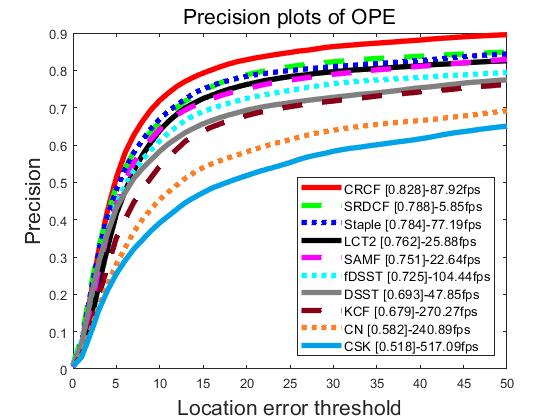 Precision plots of OPE
0.9
0.8
0.7
0.6
0.5
0.4
0.3
0.2
0.1
0
Precision
CRCF [0.828]-87.92fps
SRDCF [0.788]-5.85fps
Staple [0.784]-77.19fps
LCT2 [0.762]-25.88fps
SAMF [0.751]-22.64fps
fDSST [0.725]-104.44fps
DSST [0.693]-47.85fps
KCF [0.679]-270.27fps
CN [0.582]-240.89fps
CSK [0.518]-517.09fps
0 5 10 15 20 25 30 35 40 45 50
Location error threshold